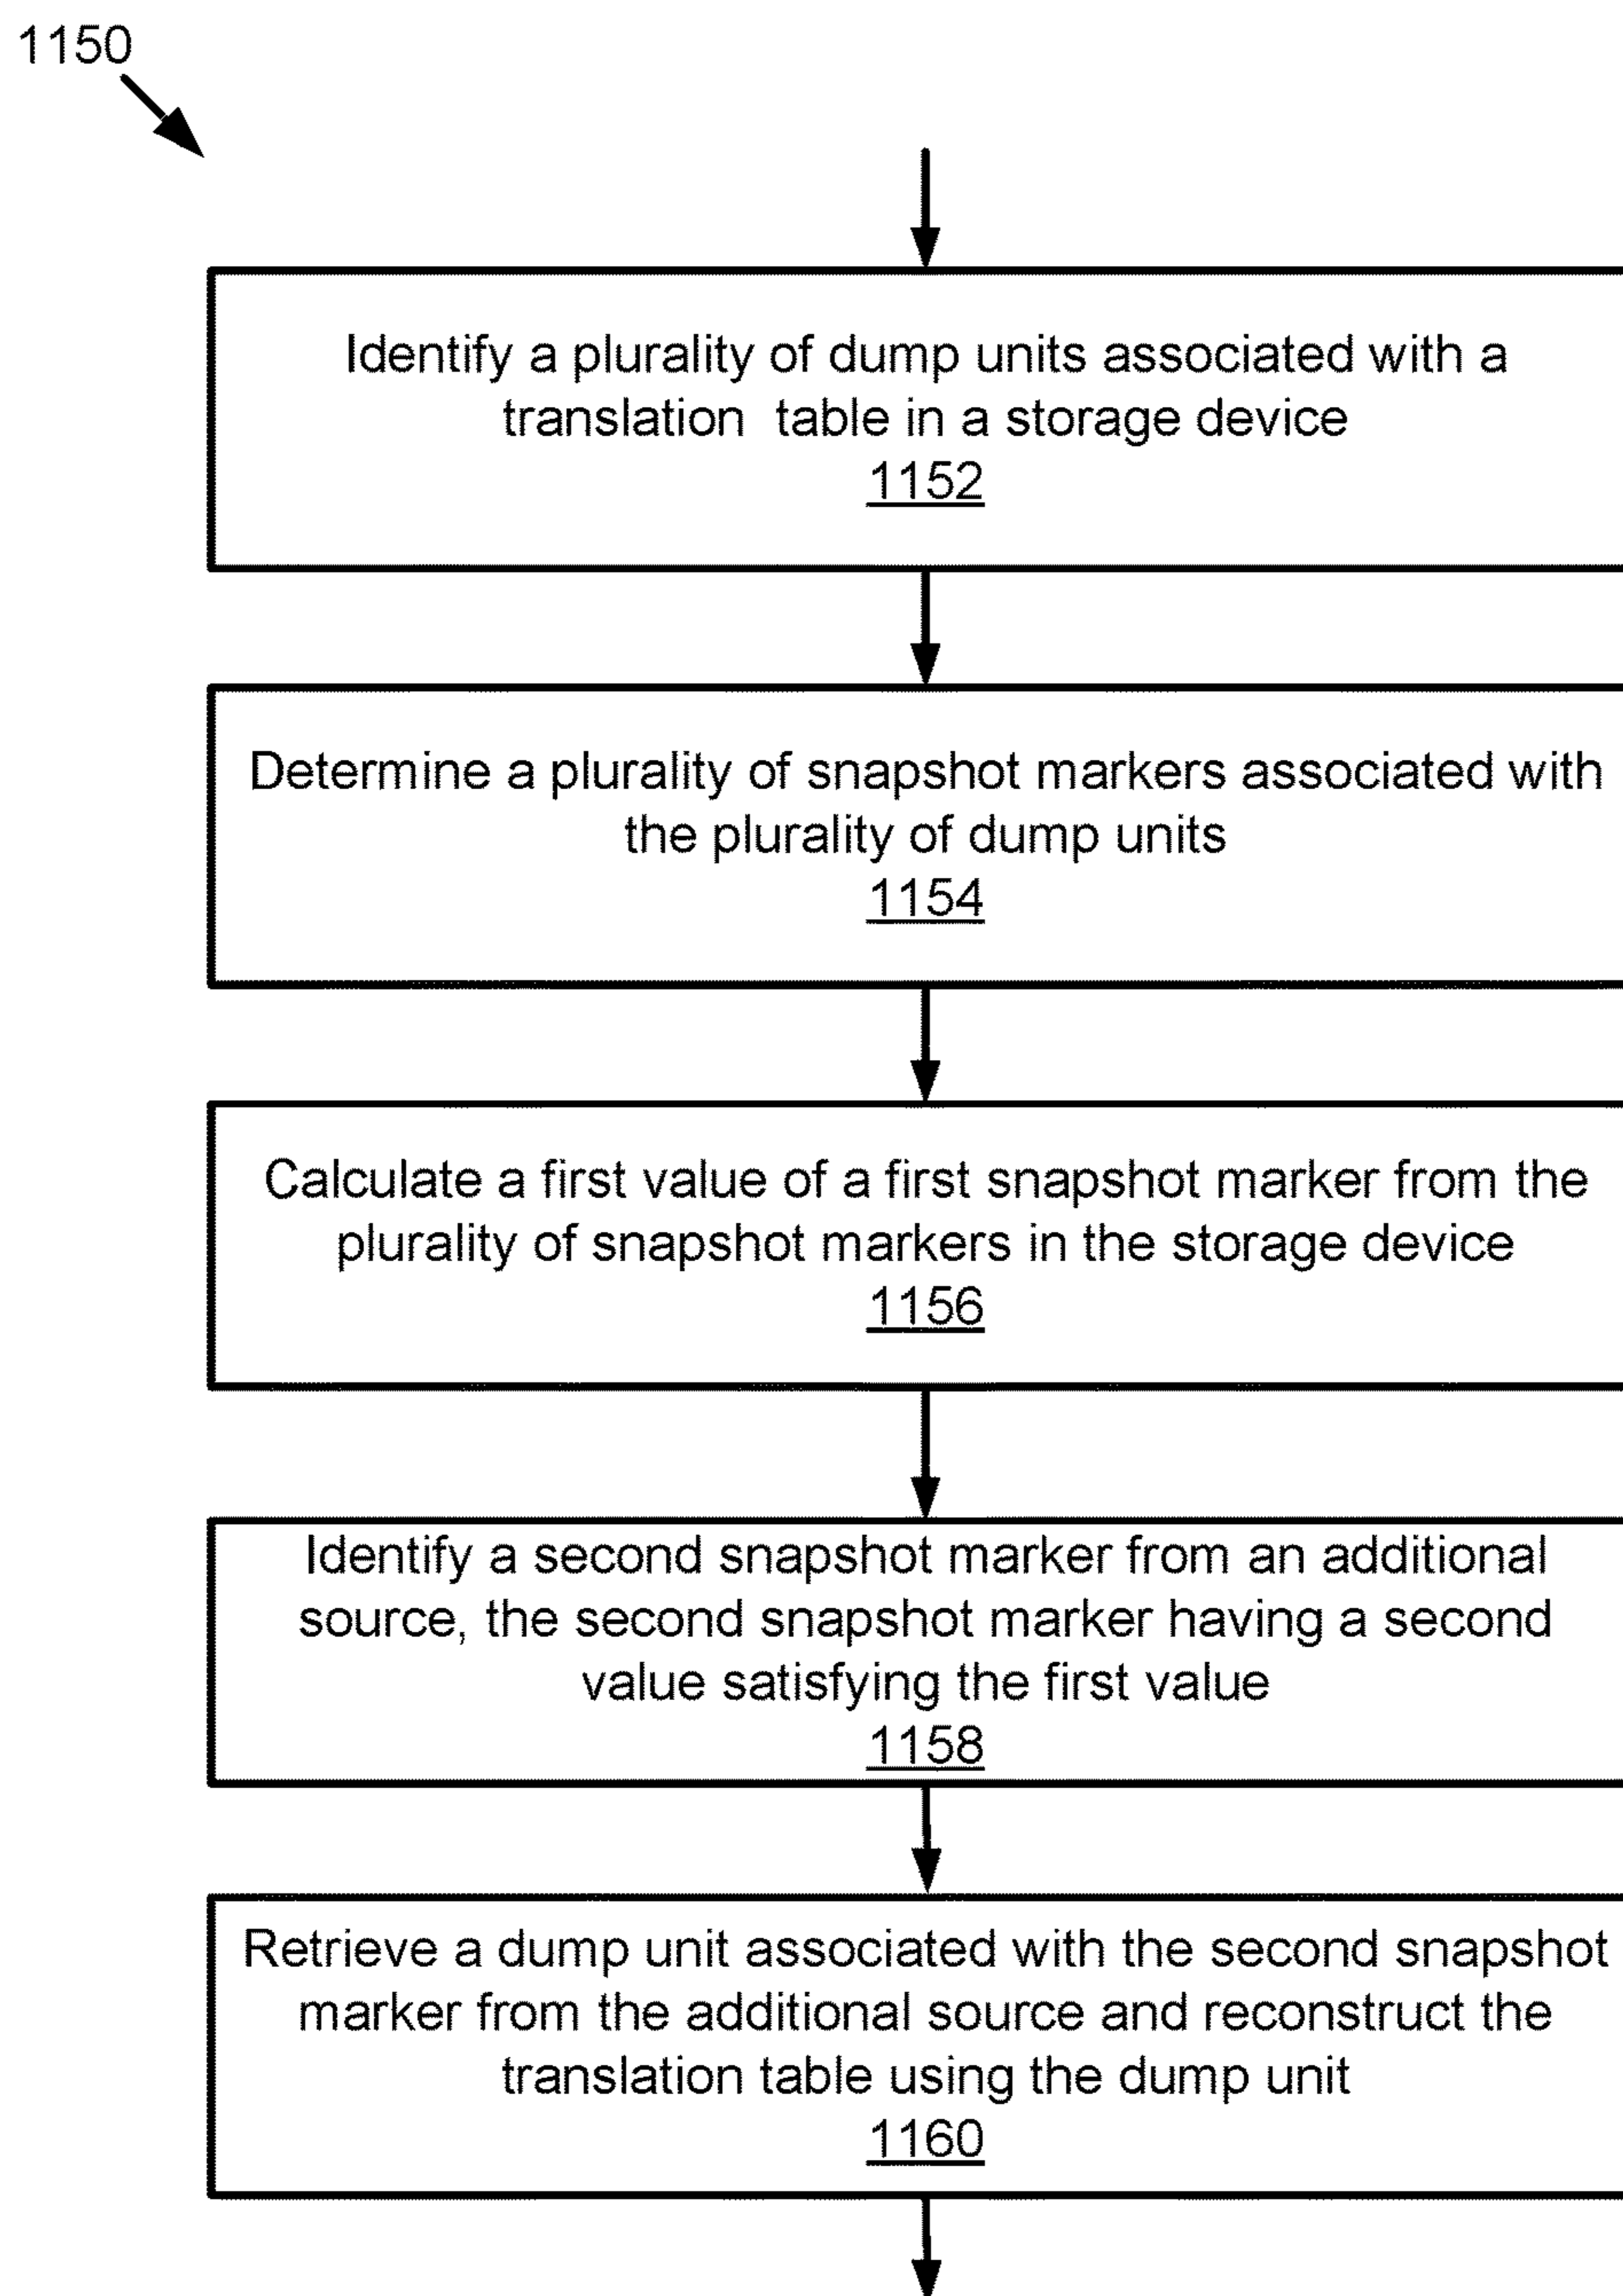 1150
Identify a plurality of dump units associated with a
translation table in a storage device
1152
Determine a plurality of snapshot markers associated with
the plurality of dump units
1154
Calculate a first value of a first snapshot marker from the
plurality of snapshot markers in the storage device
1156
Identify a second snapshot marker from an additional
source, the second snapshot marker having a second
value satisfying the first value
1158
Retrieve a dump unit associated with the second snapshot
marker from the additional source and reconstruct the
translation table using the dump unit
1160